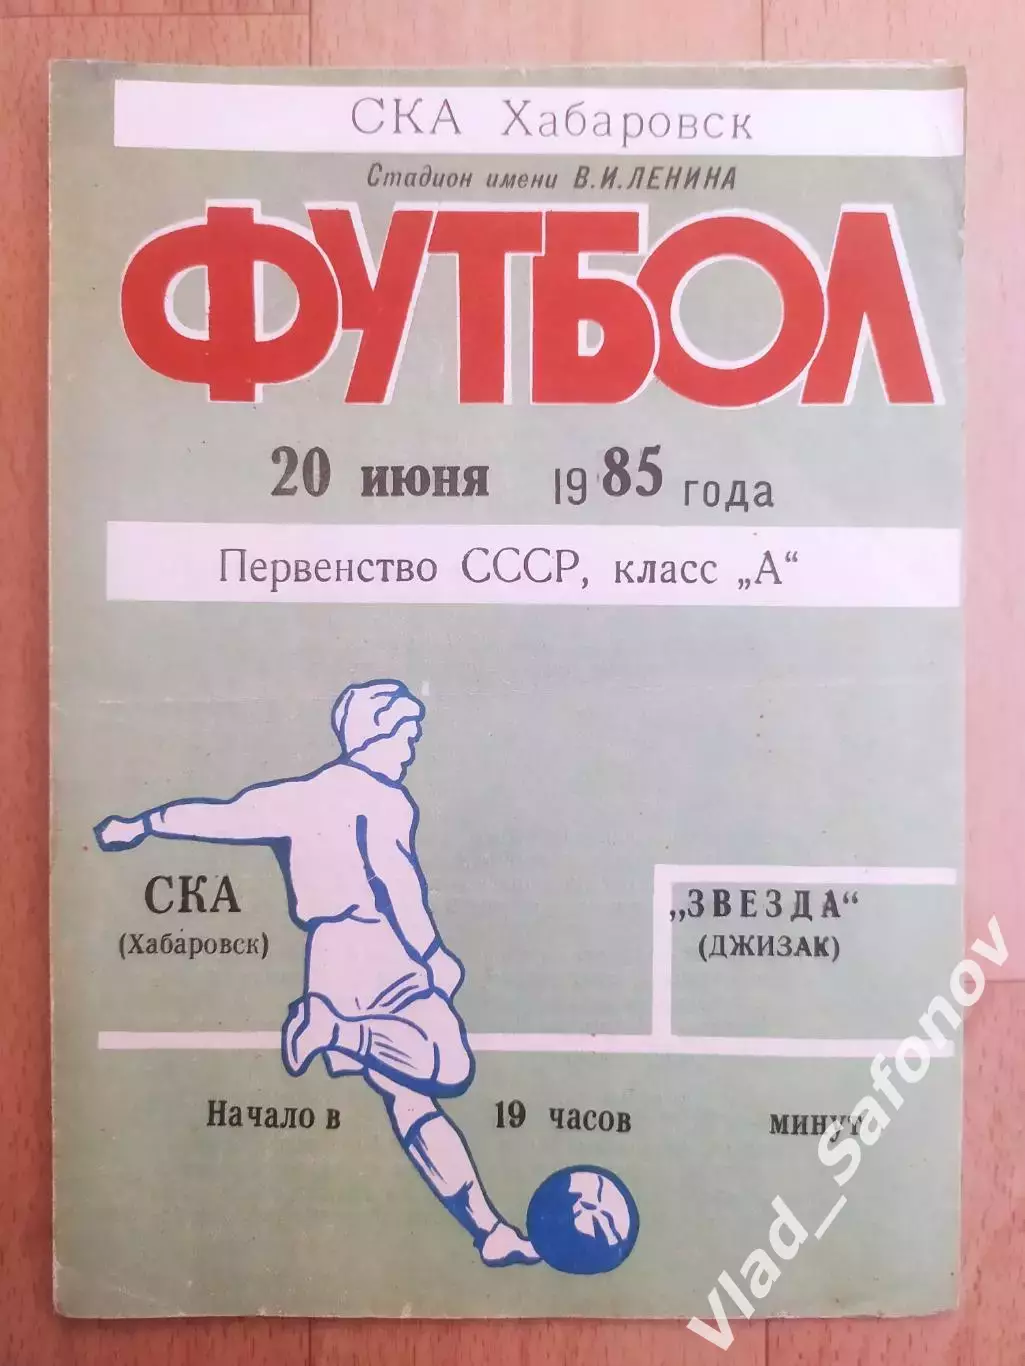 СКА Хабаровск
Стадион имени В.И.ЛЕНИНА
ФУТБОЛ
20 июня 1985 года
Первенство СССР, класс „А“
СКА
(Хабаровск)
„ЗВЕЗДА“
(ДЖИЗАК)
Начало в 19 часов минут
Vlad_Safonov